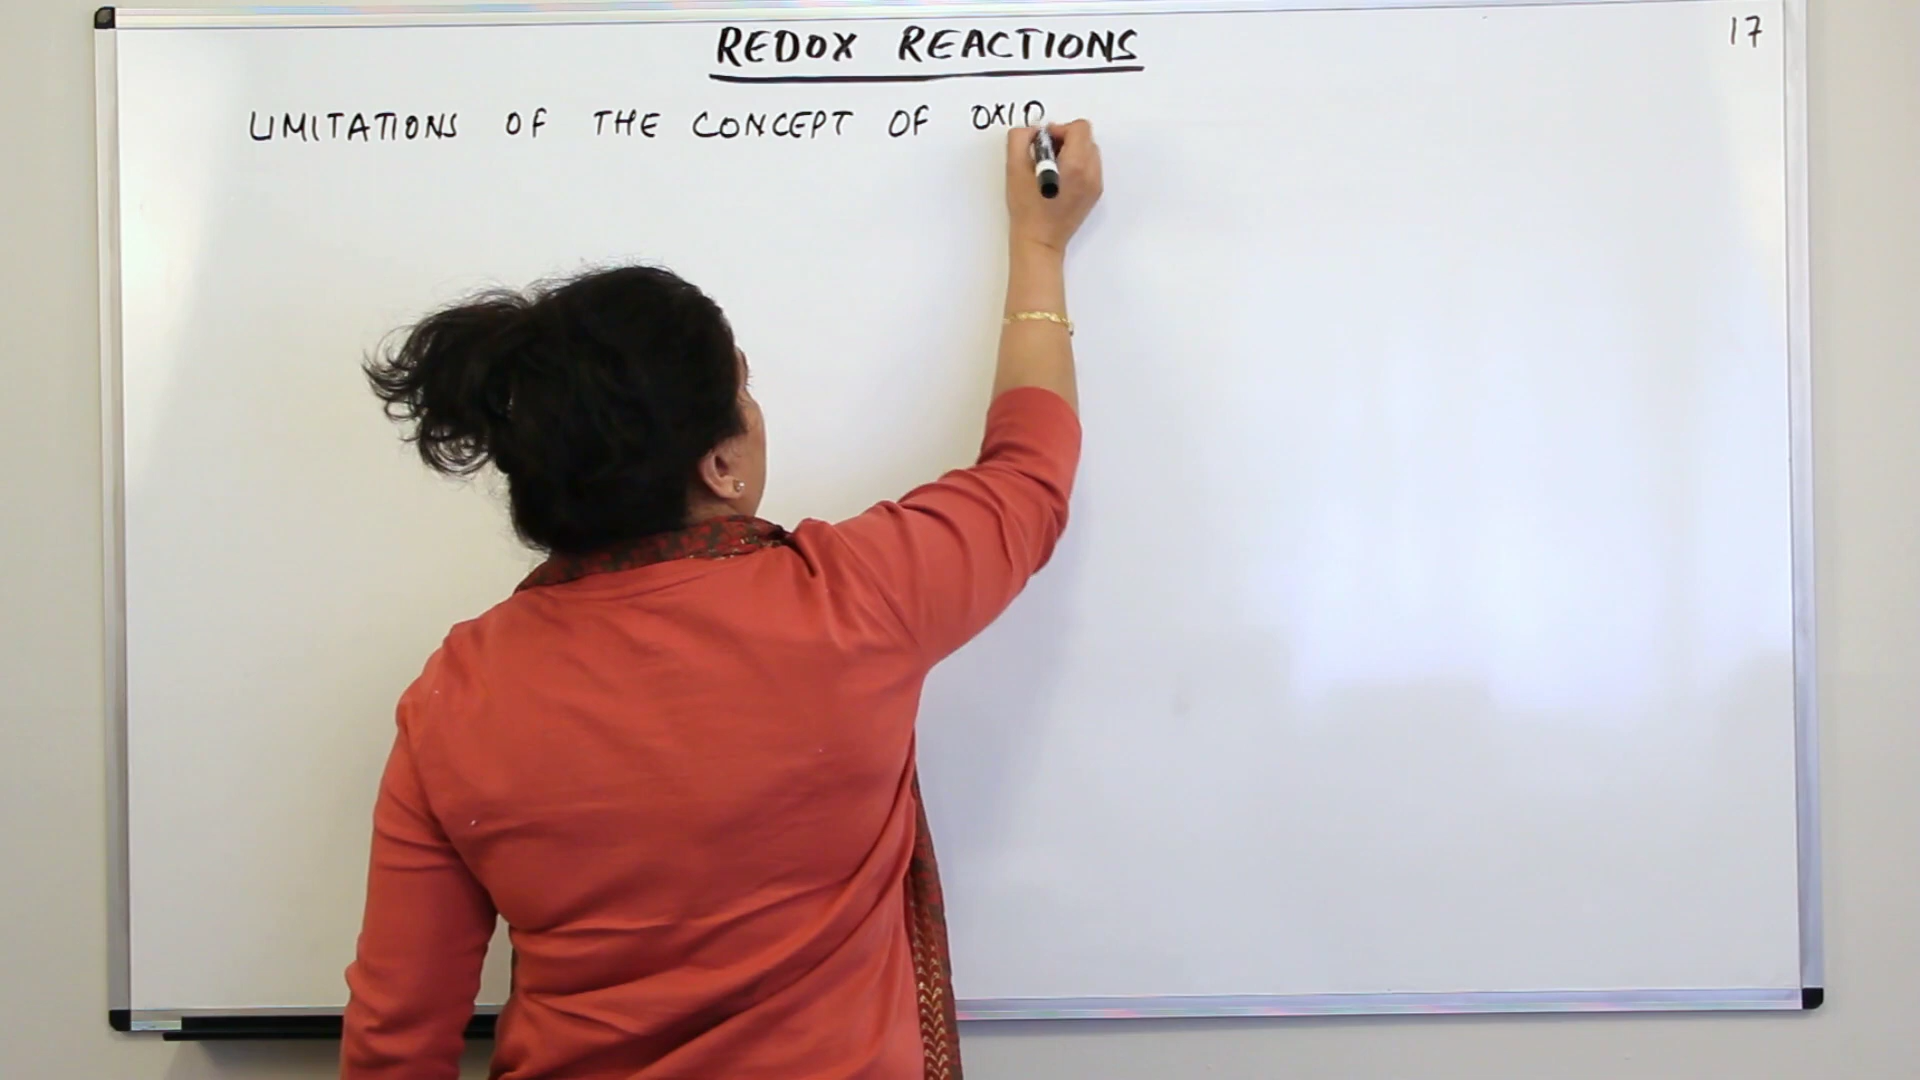 REDOX REACTIONS
17
LIMITATIONS OF THE CONCEPT OF OXID